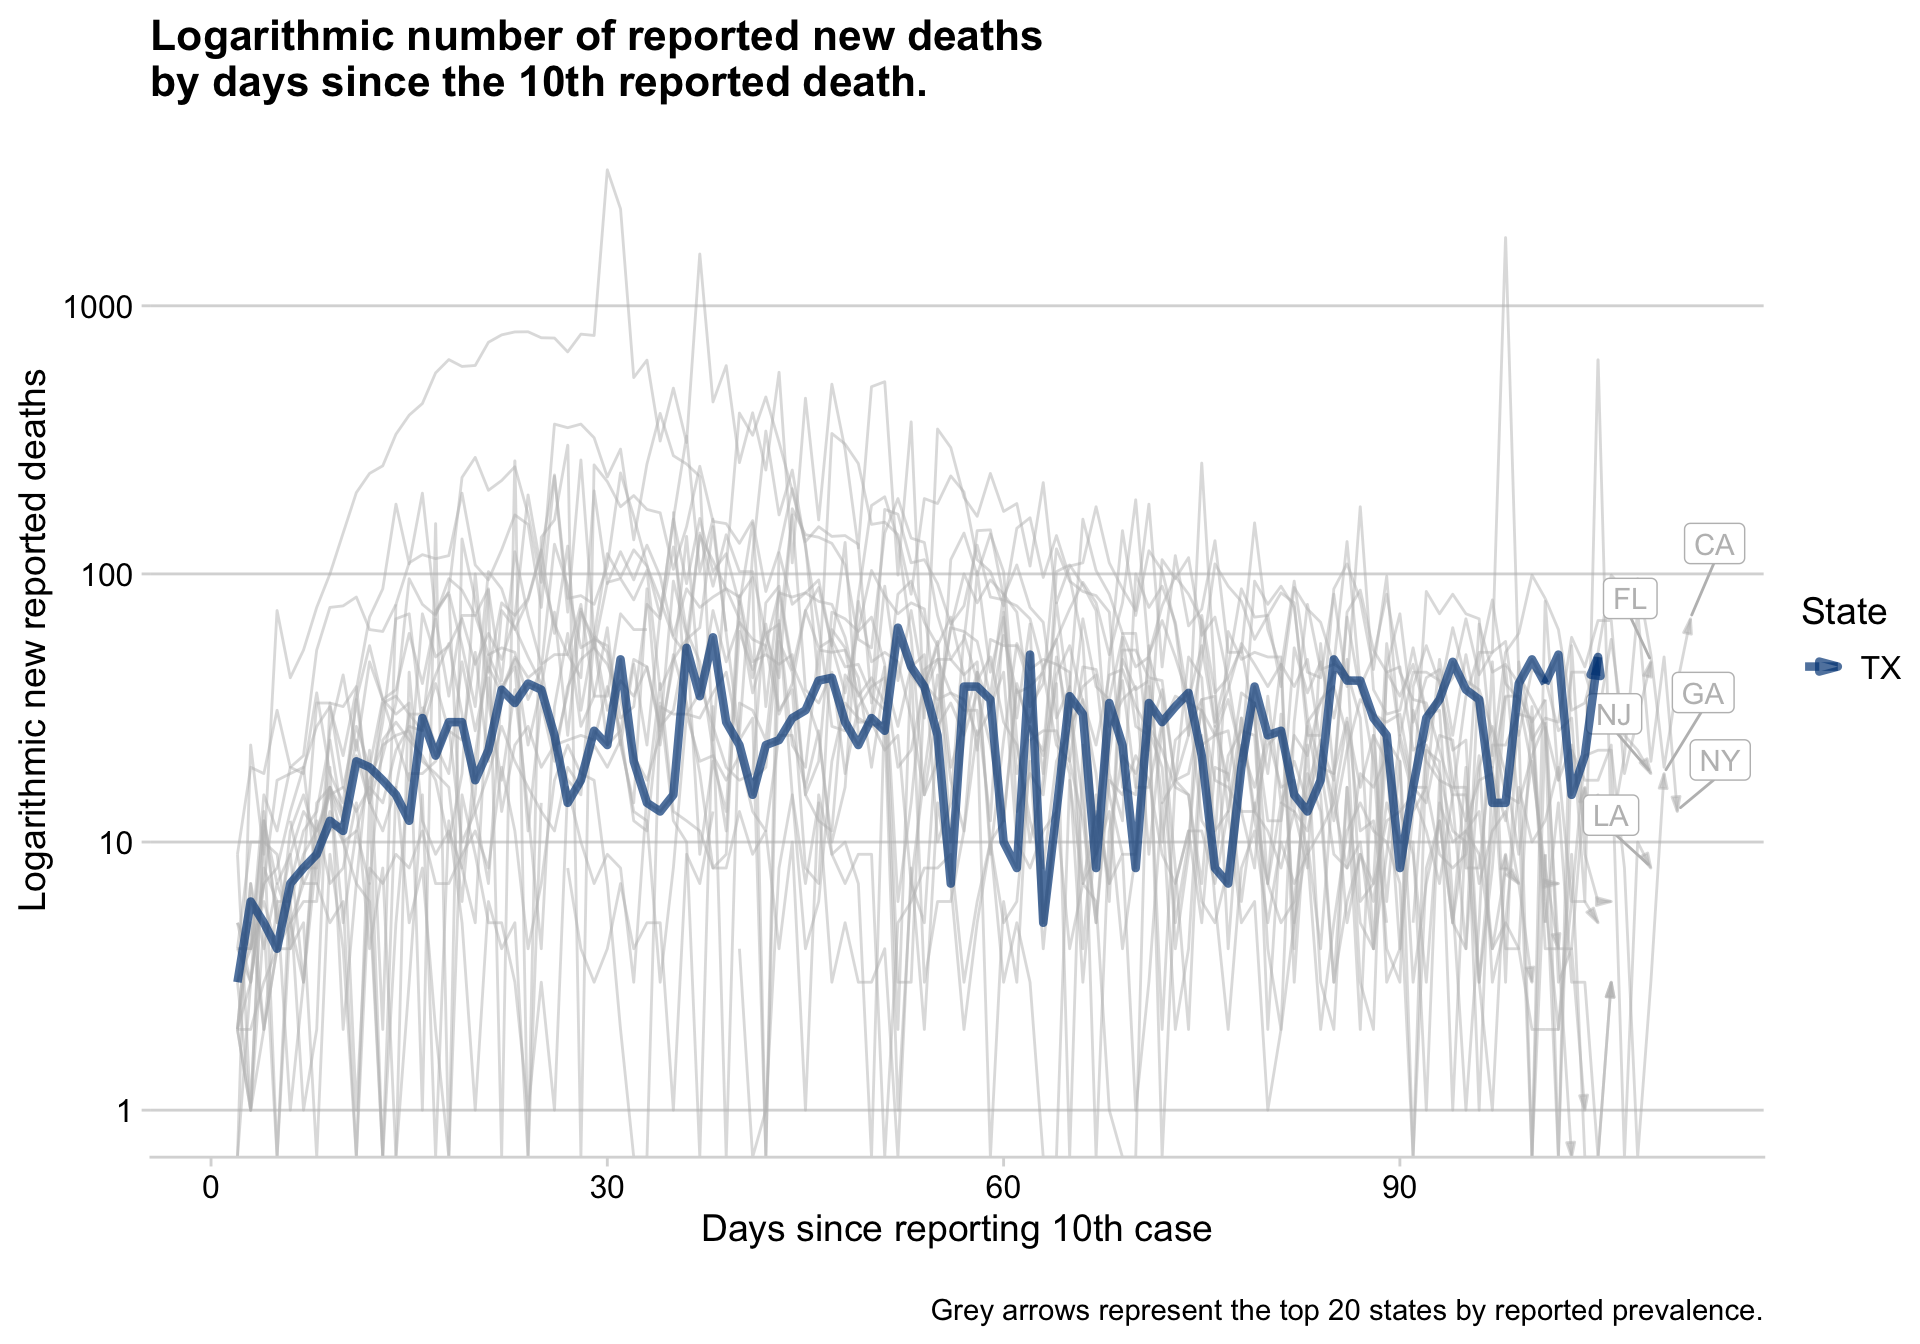 Logarithmic number of reported new deaths
by days since the 10th reported death.
Logarithmic new reported deaths
1000
100
10
1
0
30
60
90
Days since reporting 10th case
CA
FL
GA
NJ
NY
LA
State
TX
Grey arrows represent the top 20 states by reported prevalence.